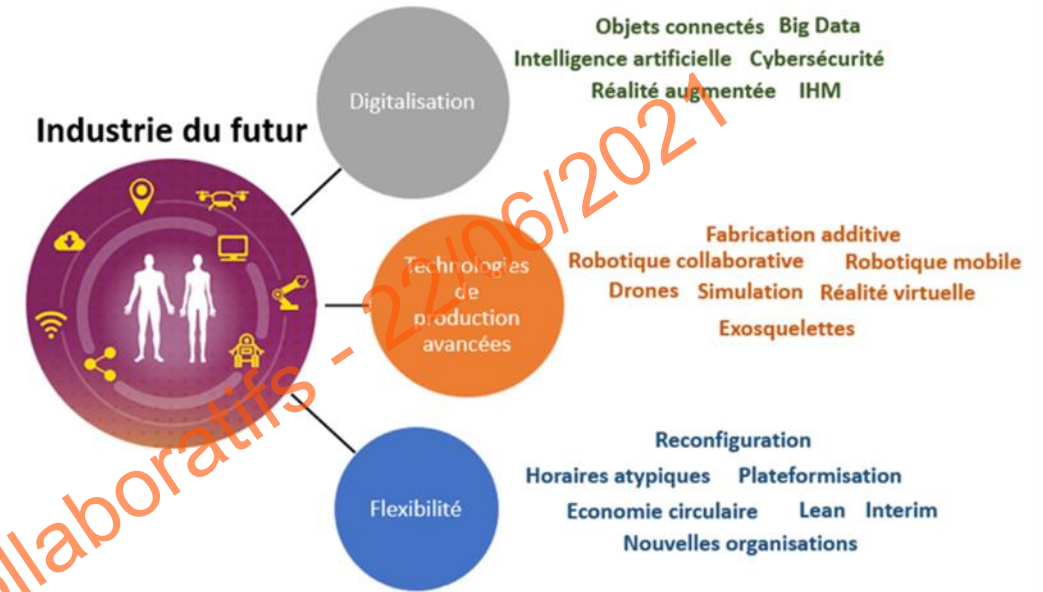 Industrie du futur
Digitalisation
Objets connectés Big Data
Intelligence artificielle Cybersécurité
Réalité augmentée IHM
Technologies
de
production
avancées
Fabrication additive
Robotique collaborative Robotique mobile
Drones Simulation Réalité virtuelle
Exosquelettes
Flexibilité
Reconfiguration
Horaires atypiques Plateformisation
Economie circulaire Lean Interim
Nouvelles organisations
llaboratifs - 22/06/2021